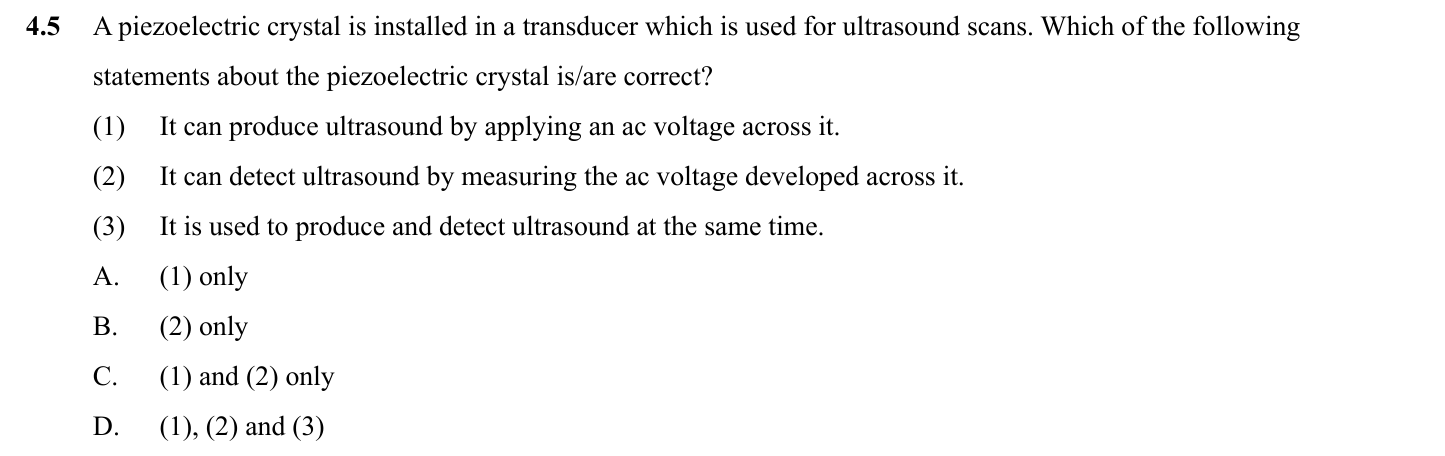 4.5 A piezoelectric crystal is installed in a transducer which is used for ultrasound scans. Which of the following
statements about the piezoelectric crystal is/are correct?
(1) It can produce ultrasound by applying an ac voltage across it.
(2) It can detect ultrasound by measuring the ac voltage developed across it.
(3) It is used to produce and detect ultrasound at the same time.
A. (1) only
B. (2) only
C. (1) and (2) only
D. (1), (2) and (3)